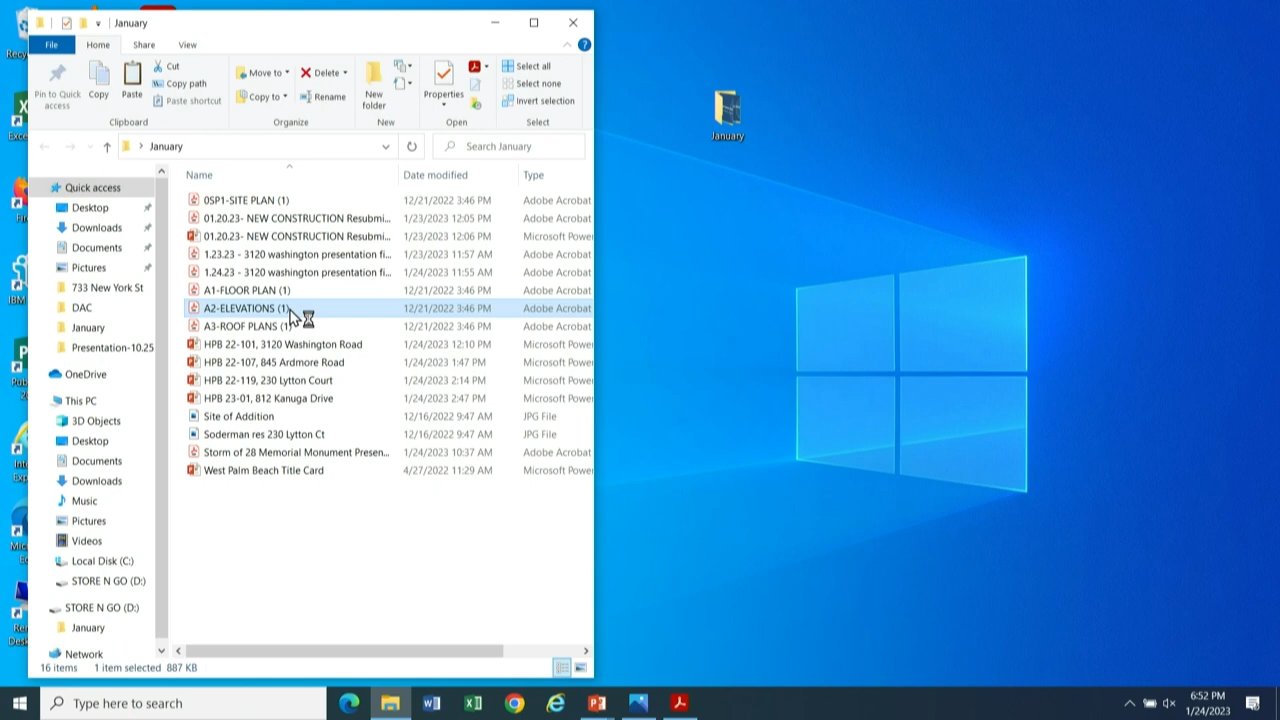 January
File
Home
Share
View
Pin to Quick access
Copy
Paste
Cut
Copy path
Paste shortcut
Clipboard
Move to
Copy to
Delete
Rename
Organize
New folder
New
Properties
Open
Select all
Select none
Invert selection
Select
January
Search January
Name
Date modified
Type
0SP1-SITE PLAN (1) 12/21/2022 3:46 PM Adobe Acrobat
01.20.23- NEW CONSTRUCTION Resubmi... 1/23/2023 12:05 PM Adobe Acrobat
01.20.23- NEW CONSTRUCTION Resubmi... 1/23/2023 12:06 PM Microsoft Power
1.23.23 - 3120 washington presentation fi... 1/23/2023 11:57 AM Adobe Acrobat
1.24.23 - 3120 washington presentation fi... 1/24/2023 11:55 AM Adobe Acrobat
A1-FLOOR PLAN (1) 12/21/2022 3:46 PM Adobe Acrobat
A2-ELEVATIONS (1) 12/21/2022 3:46 PM Adobe Acrobat
A3-ROOF PLANS (1) 12/21/2022 3:46 PM Adobe Acrobat
HPB 22-101, 3120 Washington Road 1/24/2023 12:10 PM Microsoft Power
HPB 22-107, 845 Ardmore Road 1/24/2023 1:47 PM Microsoft Power
HPB 22-119, 230 Lytton Court 1/24/2023 2:14 PM Microsoft Power
HPB 23-01, 812 Kanuga Drive 1/24/2023 2:47 PM Microsoft Power
Site of Addition 12/16/2022 9:47 AM JPG File
Soderman res 230 Lytton Ct 12/16/2022 9:47 AM JPG File
Storm of 28 Memorial Monument Presen... 1/24/2023 10:37 AM Adobe Acrobat
West Palm Beach Title Card 4/27/2022 11:29 AM Microsoft Power
Quick access
Desktop
Downloads
Documents
Pictures
733 New York St
DAC
January
Presentation-10.25
OneDrive
This PC
3D Objects
Desktop
Documents
Downloads
Music
Pictures
Videos
Local Disk (C:)
STORE N GO (D:)
STORE N GO (D:)
January
Network
16 items 1 item selected 887 KB
January
Type here to search
6:52 PM
1/24/2023